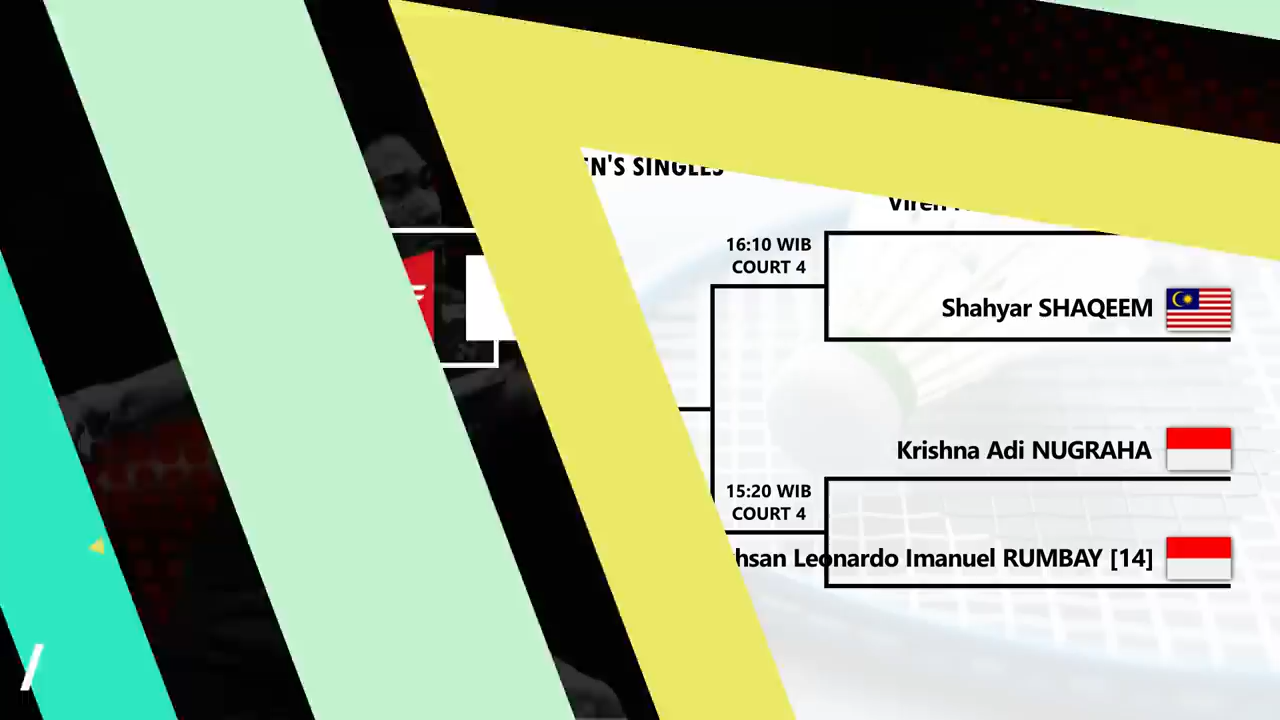 SINGLES
16:10 WIB
COURT 4
Shahyar SHAQEEM
Krishna Adi NUGRAHA
15:20 WIB
COURT 4
Leonardo Imanuel RUMBAY [14]